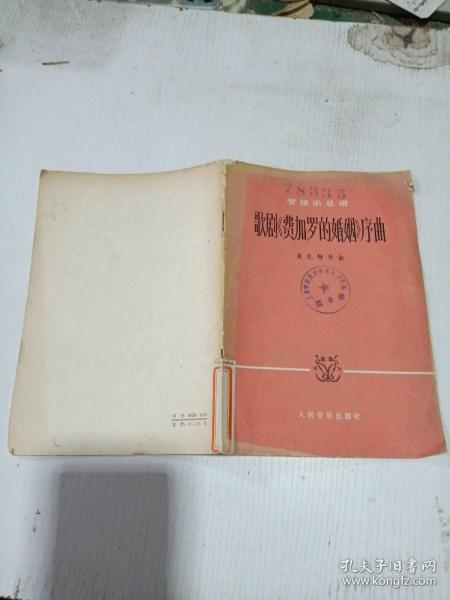 78335
管弦乐总谱
歌剧《费加罗的婚姻》序曲
莫扎特作曲
人民音乐出版社
孔夫子旧书网
www.kongfz.com